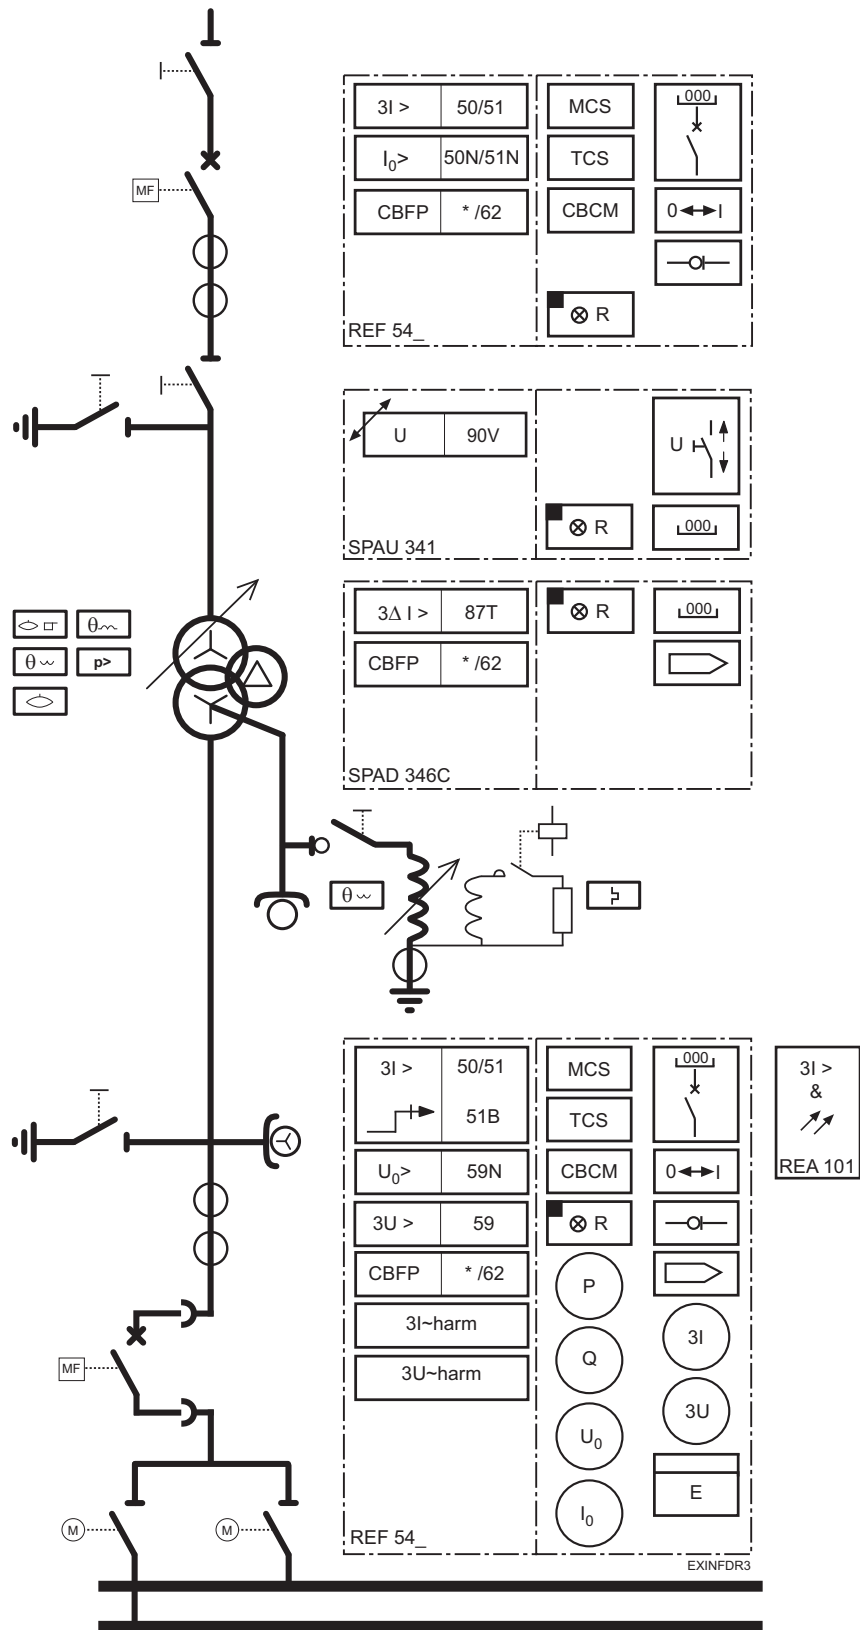 3I > 50/51 MCS 000
MF I₀> 50N/51N TCS
CBFP * /62 CBCM 0 I
R
REF 54_
U 90V U
R 000
SPAU 341
3Δ I > 87T R 000
θ
CBFP * /62
θ p>
SPAD 346C
θ
3I > 50/51 MCS 000 3I >
&
51B TCS
REA 101
U₀> 59N CBCM 0 I
3U > 59 R
CBFP * /62 P
3I~harm 3I
MF Q
3U~harm
3U
U₀
E
I₀
M M
REF 54_
EXINFDR3